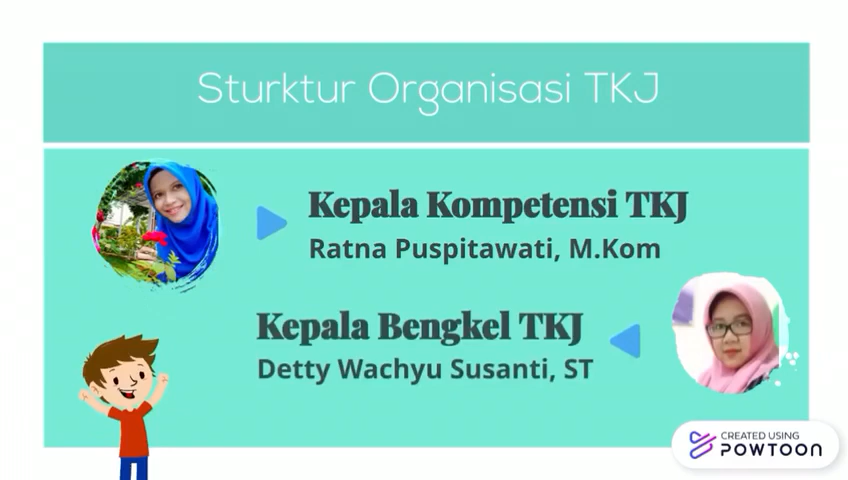 Sturktur Organisasi TKJ
Kepala Kompetensi TKJ
Ratna Puspitawati, M.Kom
Kepala Bengkel TKJ
Detty Wachyu Susanti, ST
CREATED USING
POWTOON